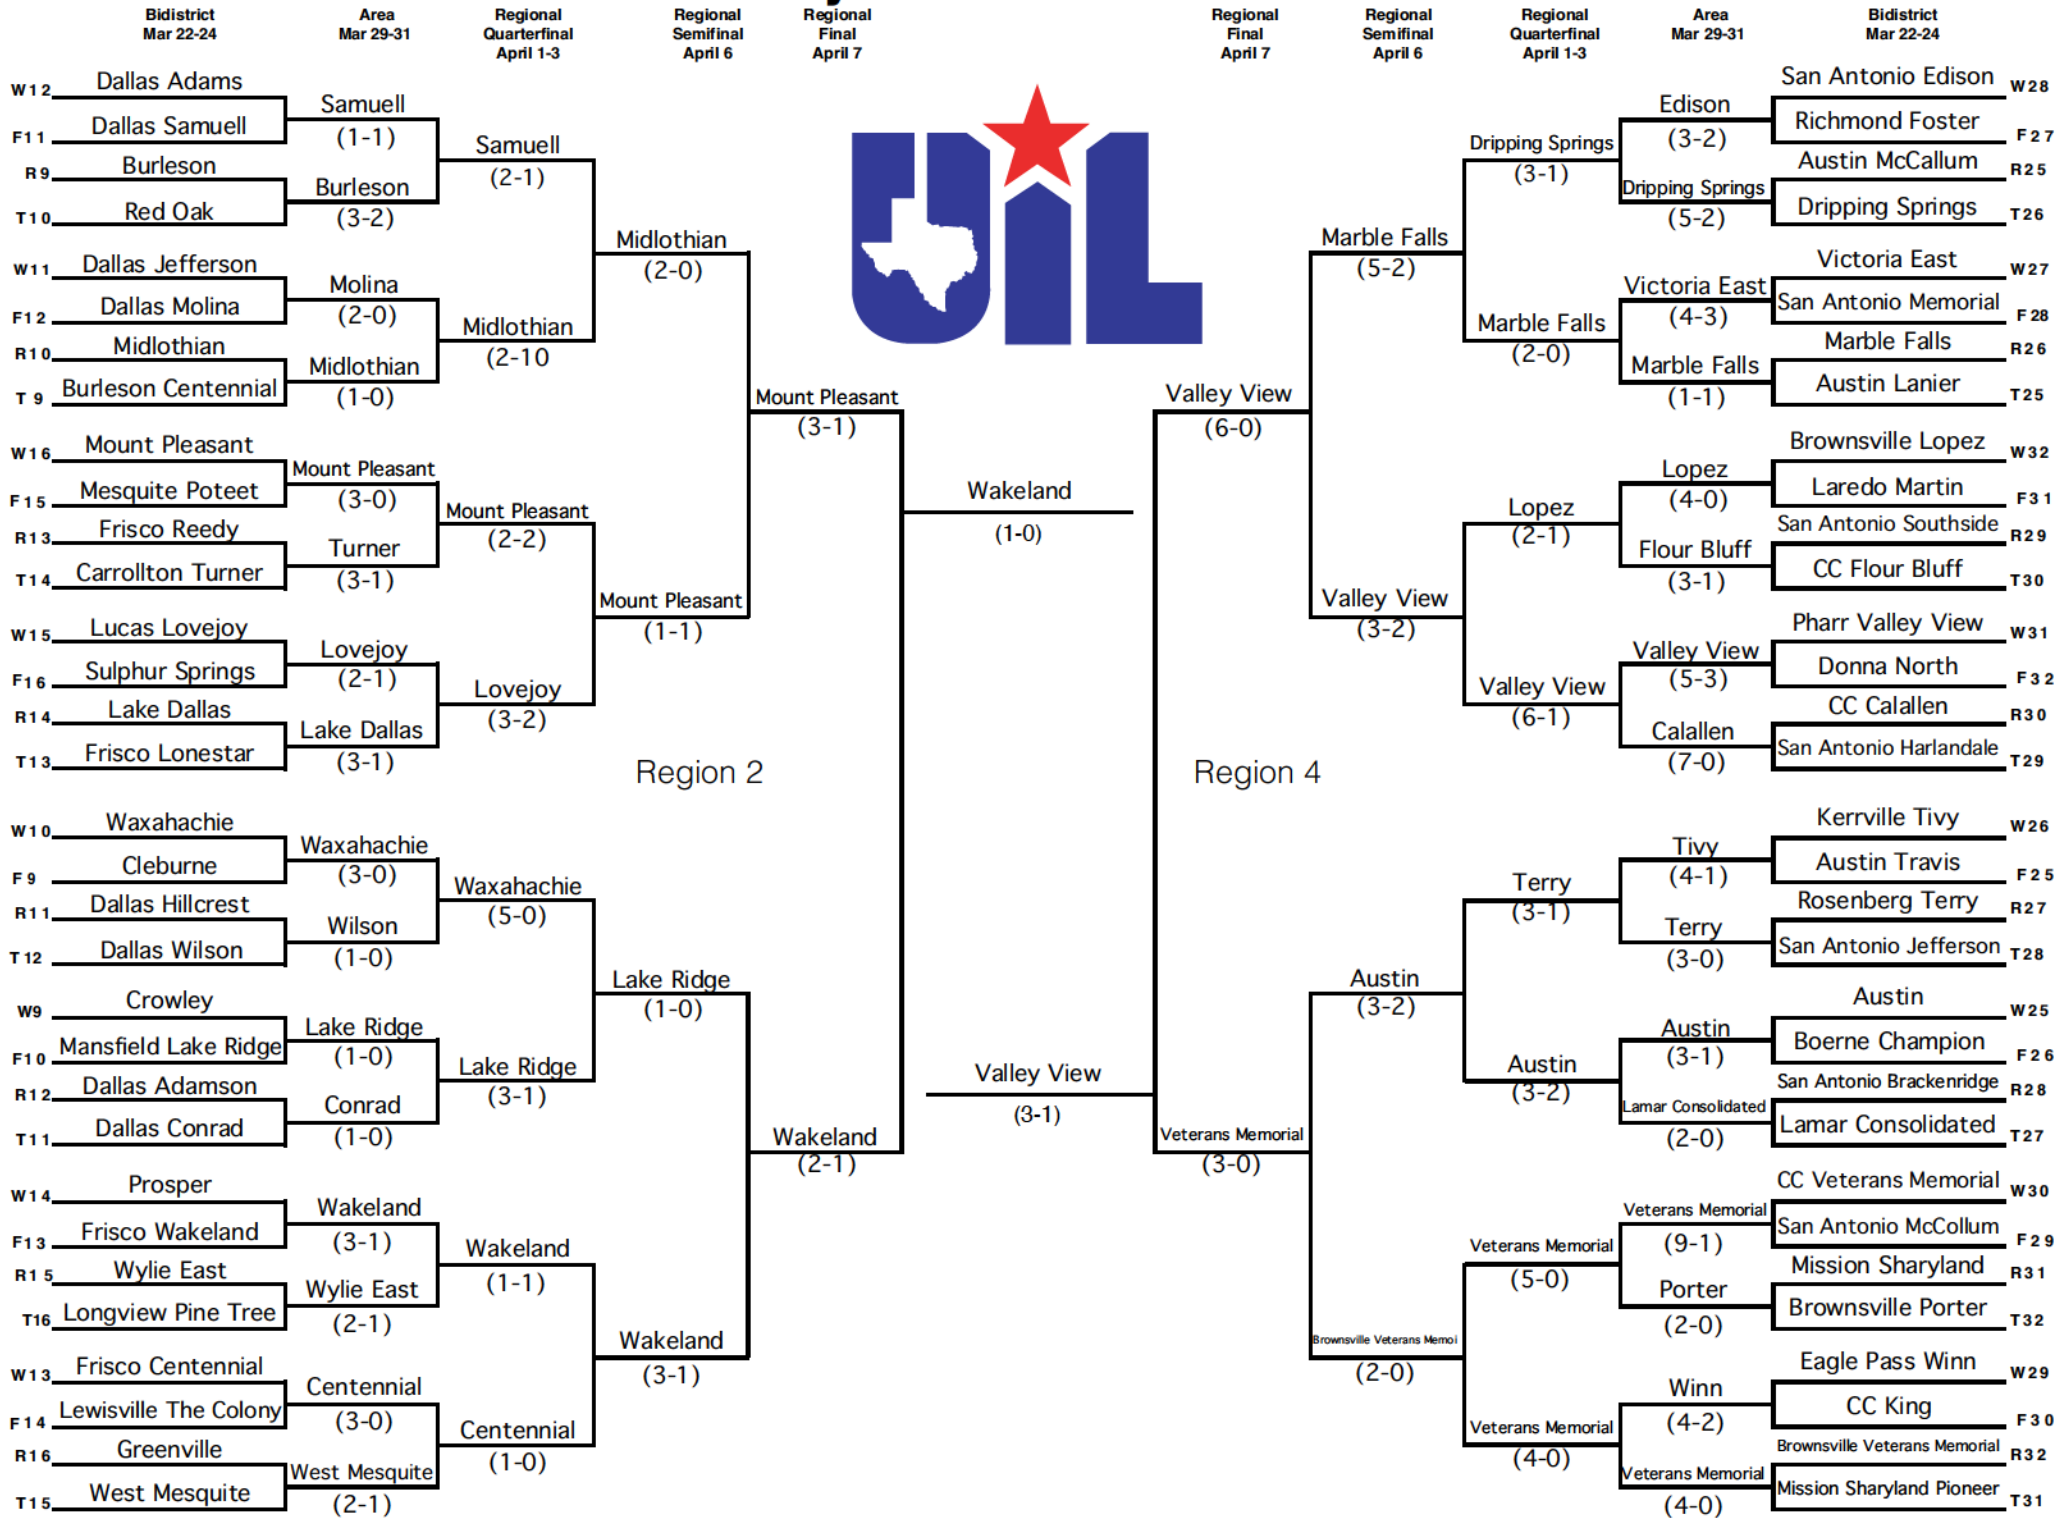 Bidistrict
Mar 22-24
Area
Mar 29-31
Regional
Quarterfinal
April 1-3
Regional
Semifinal
April 6
Regional
Final
April 7
Regional
Final
April 7
Regional
Semifinal
April 6
Regional
Quarterfinal
April 1-3
Area
Mar 29-31
Bidistrict
Mar 22-24
UIL
W12 Dallas Adams
F11 Dallas Samuell
R9 Burleson
T10 Red Oak
W11 Dallas Jefferson
F12 Dallas Molina
R10 Midlothian
T 9 Burleson Centennial
W16 Mount Pleasant
F15 Mesquite Poteet
R13 Frisco Reedy
T14 Carrollton Turner
W15 Lucas Lovejoy
F16 Sulphur Springs
R14 Lake Dallas
T13 Frisco Lonestar
W10 Waxahachie
F9 Cleburne
R11 Dallas Hillcrest
T12 Dallas Wilson
W9 Crowley
F10 Mansfield Lake Ridge
R12 Dallas Adamson
T11 Dallas Conrad
W14 Prosper
F13 Frisco Wakeland
R15 Wylie East
T16 Longview Pine Tree
W13 Frisco Centennial
F14 Lewisville The Colony
R16 Greenville
T15 West Mesquite
Samuell
(1-1)
Burleson
(3-2)
Molina
(2-0)
Midlothian
(1-0)
Mount Pleasant
(3-0)
Turner
(3-1)
Lovejoy
(2-1)
Lake Dallas
(3-1)
Waxahachie
(3-0)
Wilson
(1-0)
Lake Ridge
(1-0)
Conrad
(1-0)
Wakeland
(3-1)
Wylie East
(2-1)
Centennial
(3-0)
West Mesquite
(2-1)
Samuell
(2-1)
Midlothian
(2-10
Mount Pleasant
(2-2)
Lovejoy
(3-2)
Waxahachie
(5-0)
Lake Ridge
(3-1)
Wakeland
(1-1)
Centennial
(1-0)
Midlothian
(2-0)
Mount Pleasant
(1-1)
Lake Ridge
(1-0)
Wakeland
(3-1)
Mount Pleasant
(3-1)
Wakeland
(2-1)
Region 2
Wakeland
(1-0)
Valley View
(3-1)
Region 4
Valley View
(6-0)
Veterans Memorial
(3-0)
Marble Falls
(5-2)
Valley View
(3-2)
Austin
(3-2)
Brownsville Veterans Memoi
(2-0)
Dripping Springs
(3-1)
Marble Falls
(2-0)
Lopez
(2-1)
Valley View
(6-1)
Terry
(3-1)
Austin
(3-2)
Veterans Memorial
(5-0)
Veterans Memorial
(4-0)
Edison
(3-2)
Dripping Springs
(5-2)
Victoria East
(4-3)
Marble Falls
(1-1)
Lopez
(4-0)
Flour Bluff
(3-1)
Valley View
(5-3)
Calallen
(7-0)
Tivy
(4-1)
Terry
(3-0)
Austin
(3-1)
Lamar Consolidated
(2-0)
Veterans Memorial
(9-1)
Porter
(2-0)
Winn
(4-2)
Veterans Memorial
(4-0)
San Antonio Edison W28
Richmond Foster F27
Austin McCallum R25
Dripping Springs T26
Victoria East W27
San Antonio Memorial F28
Marble Falls R26
Austin Lanier T25
Brownsville Lopez W32
Laredo Martin F31
San Antonio Southside R29
CC Flour Bluff T30
Pharr Valley View W31
Donna North F32
CC Calallen R30
San Antonio Harlandale T29
Kerrville Tivy W26
Austin Travis F25
Rosenberg Terry R27
San Antonio Jefferson T28
Austin W25
Boerne Champion F26
San Antonio Brackenridge R28
Lamar Consolidated T27
CC Veterans Memorial W30
San Antonio McCollum F29
Mission Sharyland R31
Brownsville Porter T32
Eagle Pass Winn W29
CC King F30
Brownsville Veterans Memorial R32
Mission Sharyland Pioneer T31